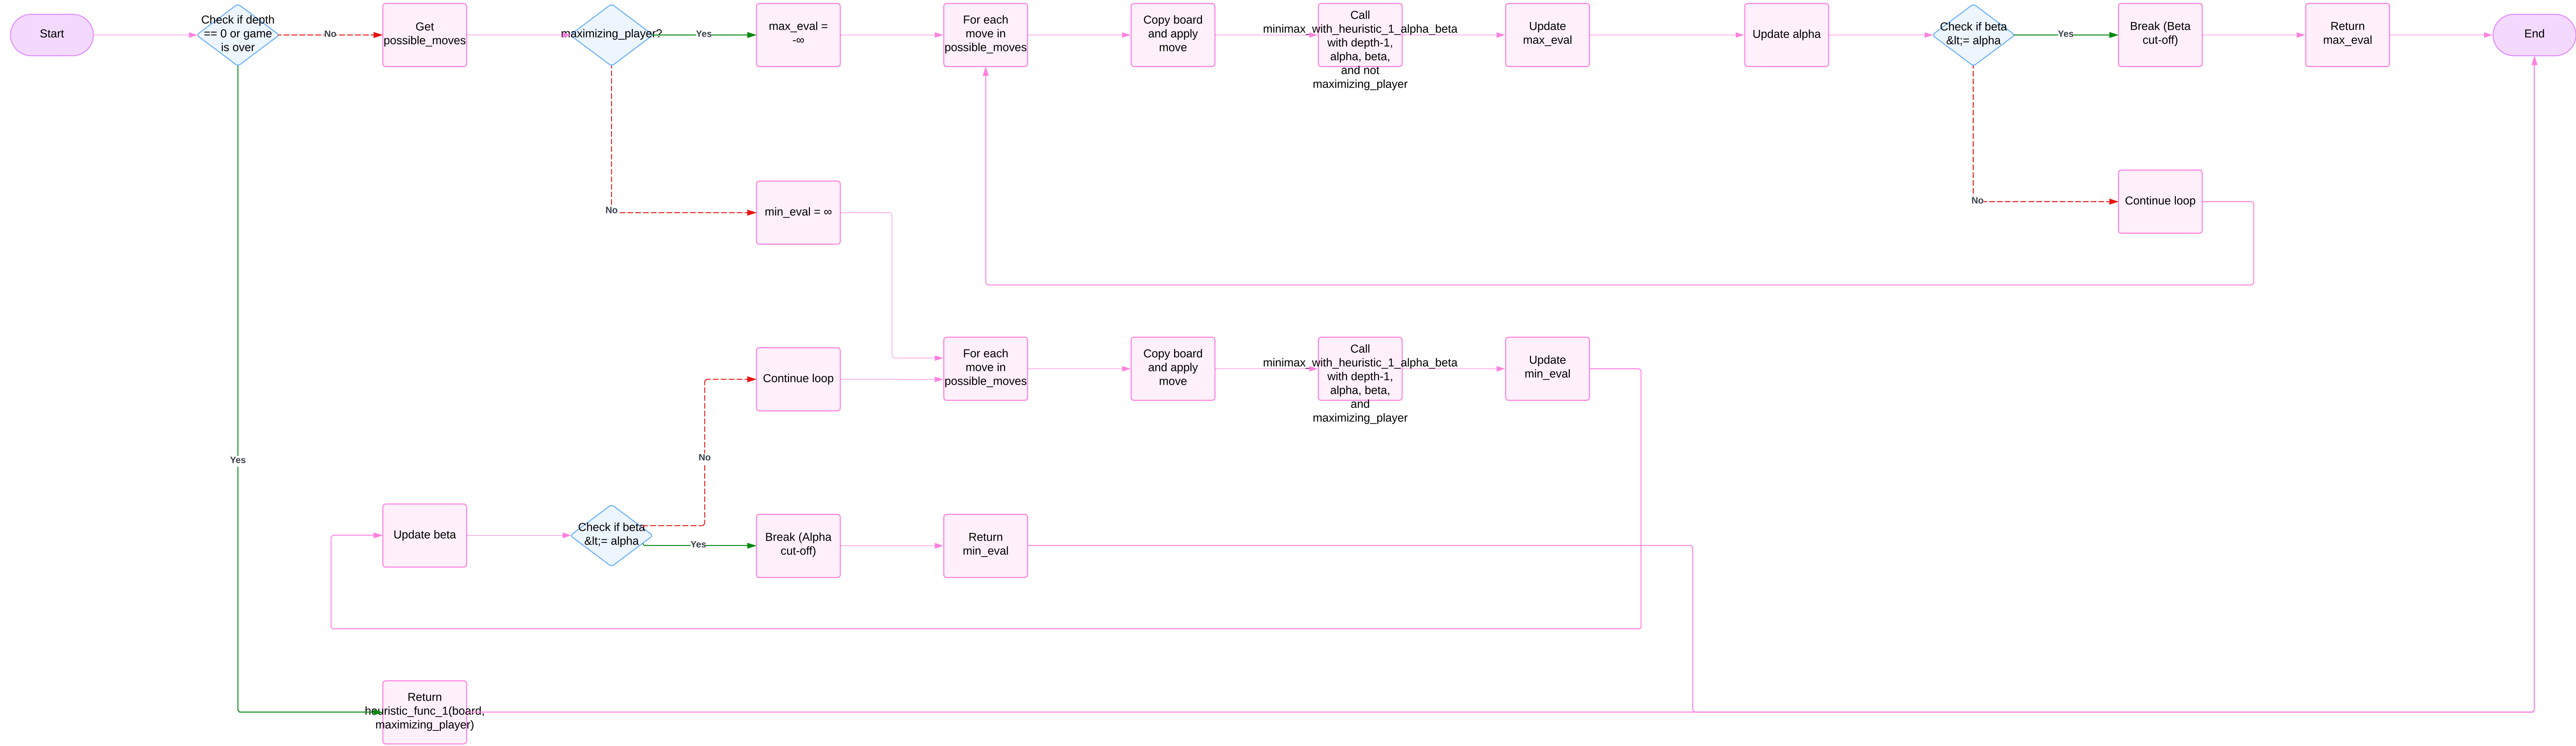 Start
Check if depth
== 0 or game
is over
No
Get
possible_moves
maximizing_player?
Yes
max_eval =
-∞
For each
move in
possible_moves
Copy board
and apply
move
Call
minimax_with_heuristic_1_alpha_beta
with depth-1,
alpha, beta,
and not
maximizing_player
Update
max_eval
Update alpha
Check if beta
&lt;= alpha
Yes
Break (Beta
cut-off)
Return
max_eval
End
No
min_eval = ∞
No
Continue loop
Continue loop
For each
move in
possible_moves
Copy board
and apply
move
Call
minimax_with_heuristic_1_alpha_beta
with depth-1,
alpha, beta,
and
maximizing_player
Update
min_eval
Yes
No
Update beta
Check if beta
&lt;= alpha
Yes
Break (Alpha
cut-off)
Return
min_eval
Return
heuristic_func_1(board,
maximizing_player)